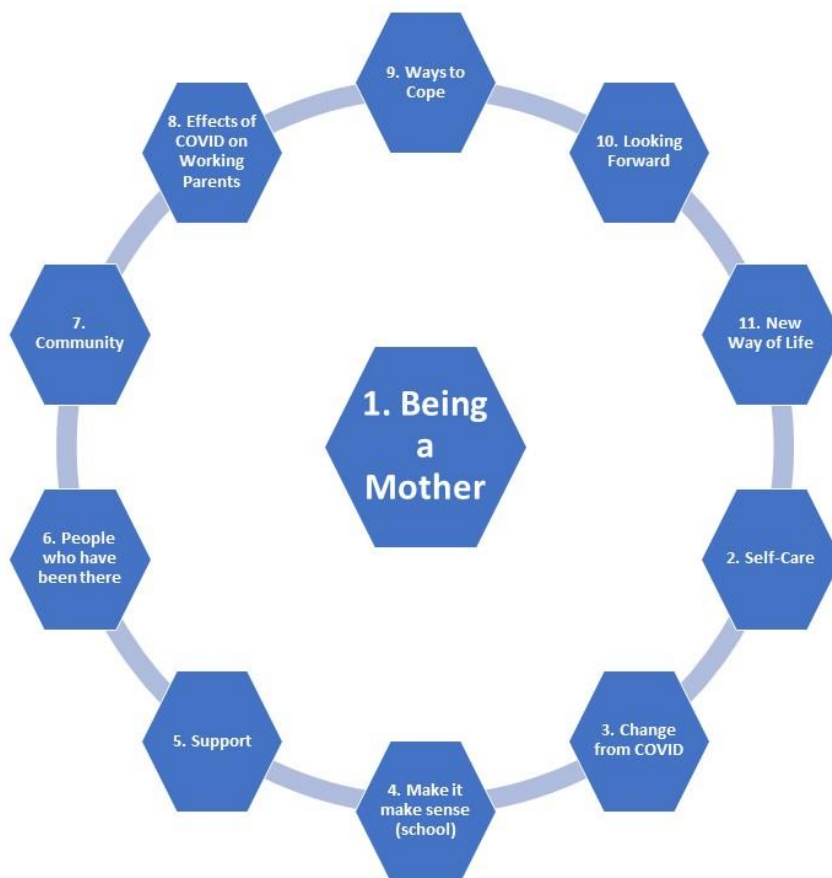 9. Ways to
Cope
8. Effects of
COVID on
Working
Parents
10. Looking
Forward
7.
Community
11. New
Way of Life
1. Being
a
Mother
6. People
who have
been there
2. Self-Care
5. Support
3. Change
from COVID
4. Make it
make sense
(school)